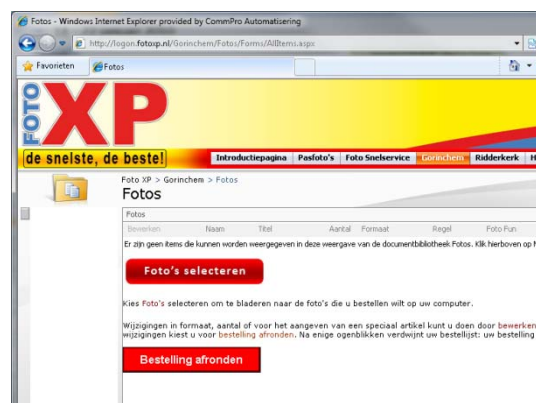 Fotos - Windows Internet Explorer provided by CommPro Automatisering
http://logon.fotoxp.nl/Gorinchem/Fotos/Forms/AllItems.aspx
Favorieten Fotos
FOTO XP
de snelste, de beste!
Introductiepagina Pasfoto's Foto Snelservice Gorinchem Ridderkerk H
Foto XP > Gorinchem > Fotos
Fotos
Fotos
Bewerken Naam Titel Aantal Formaat Regel Foto Fun
Er zijn geen items die kunnen worden weergegeven in deze weergave van de documentbibliotheek Fotos. Klik hierboven op N
Foto's selecteren
Kies Foto's selecteren om te bladeren naar de foto's die u bestellen wilt op uw computer.
Wijzigingen in formaat, aantal of voor het aangeven van een speciaal artikel kunt u doen door bewerken
wijzigingen kiest u voor bestelling afronden. Na enige ogenblikken verdwijnt uw bestellijst: uw bestelling
Bestelling afronden